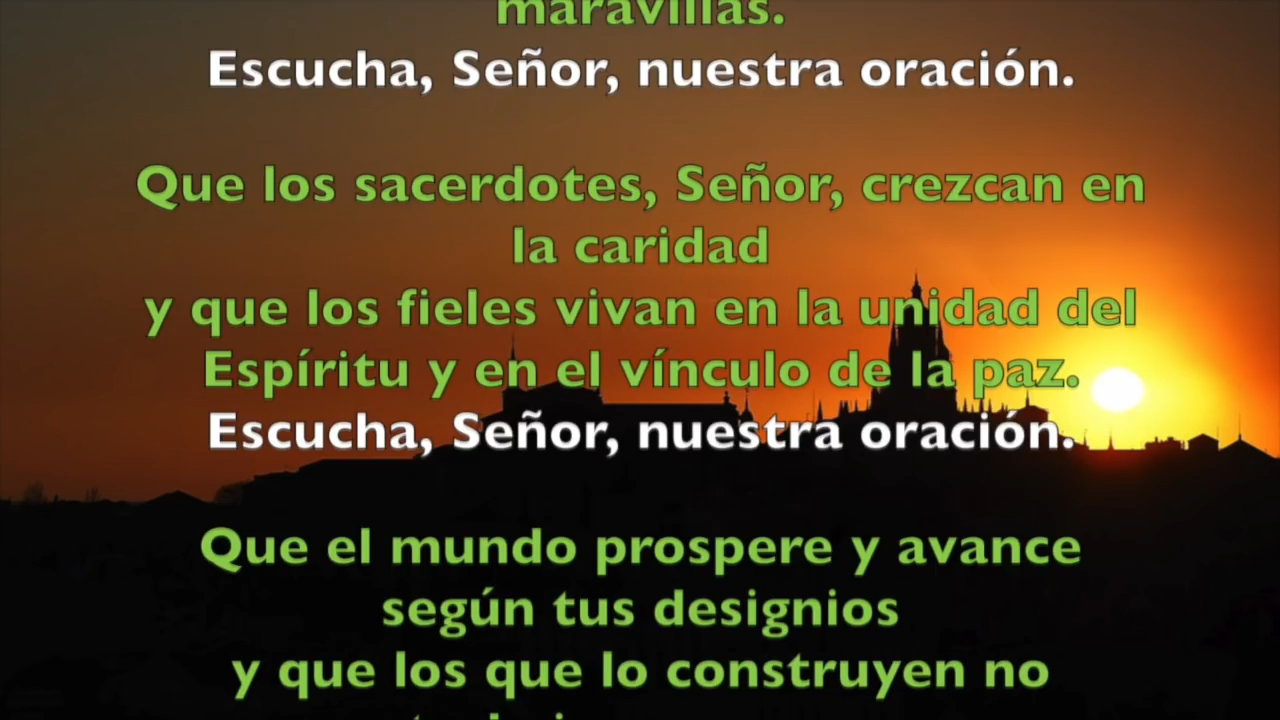 maravillas.
Escucha, Señor, nuestra oración.
Que los sacerdotes, Señor, crezcan en
la caridad
y que los fieles vivan en la unidad del
Espíritu y en el vínculo de la paz.
Escucha, Señor, nuestra oración.
Que el mundo prospere y avance
según tus designios
y que los que lo construyen no